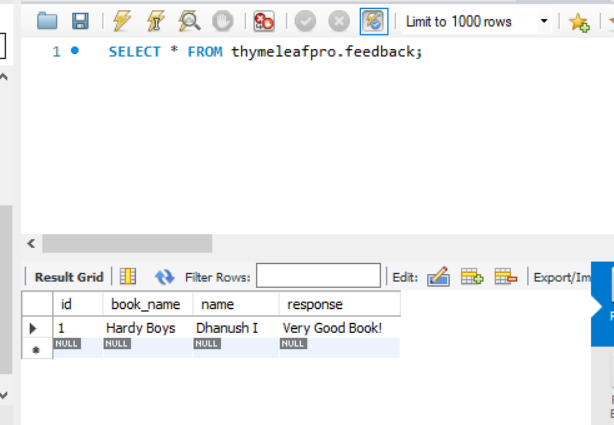 Limit to 1000 rows
1 SELECT * FROM thymeleafpro.feedback;
Result Grid Filter Rows: Edit: Export/Im
id book_name name response
1 Hardy Boys Dhanush I Very Good Book!
NULL NULL NULL NULL